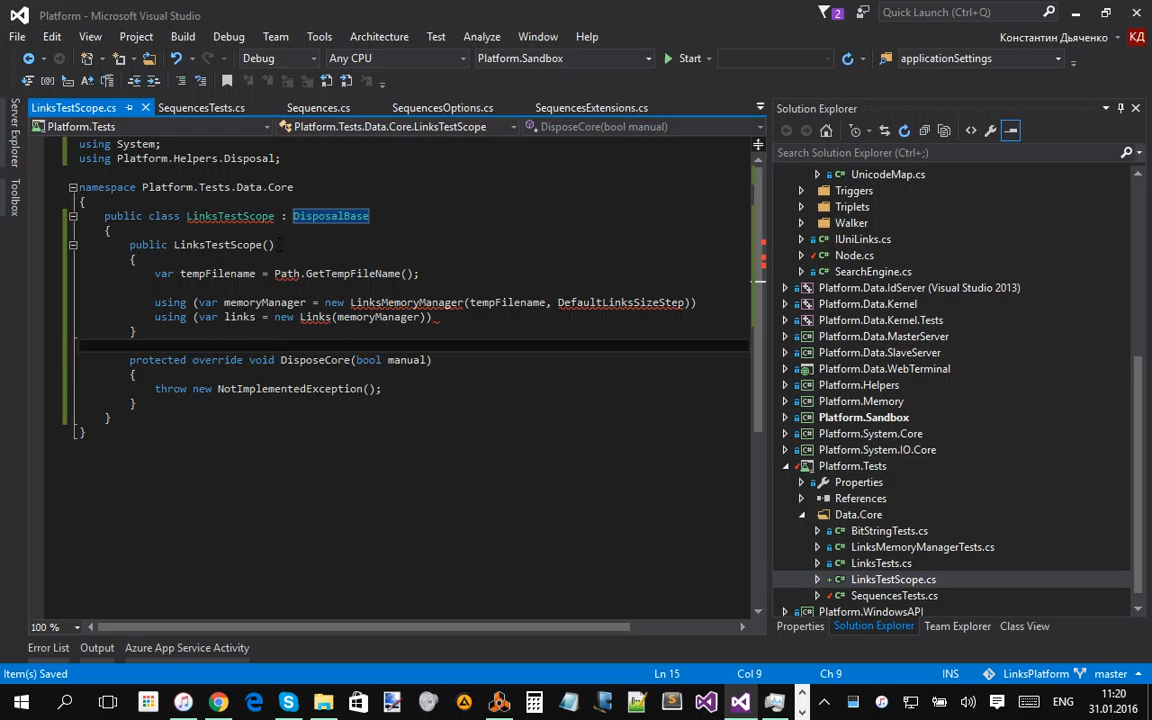 Platform - Microsoft Visual Studio
2
Quick Launch (Ctrl+Q)
File Edit View Project Build Debug Team Tools Architecture Test Analyze Window Help
Константин Дьяченко КД
Debug Any CPU Platform.Sandbox Start applicationSettings
LinksTestScope.cs SequencesTests.cs Sequences.cs SequencesOptions.cs SequencesExtensions.cs
Platform.Tests Platform.Tests.Data.Core.LinksTestScope DisposeCore(bool manual)
Server Explorer
Toolbox
using System;
using Platform.Helpers.Disposal;
namespace Platform.Tests.Data.Core
{
public class LinksTestScope : DisposalBase
{
public LinksTestScope()
{
var tempFilename = Path.GetTempFileName();
using (var memoryManager = new LinksMemoryManager(tempFilename, DefaultLinksSizeStep))
using (var links = new Links(memoryManager))
}
protected override void DisposeCore(bool manual)
{
throw new NotImplementedException();
}
}
}
100 %
Solution Explorer
Search Solution Explorer (Ctrl+;)
UnicodeMap.cs
Triggers
Triplets
Walker
IUniLinks.cs
Node.cs
SearchEngine.cs
Platform.Data.IdServer (Visual Studio 2013)
Platform.Data.Kernel
Platform.Data.Kernel.Tests
Platform.Data.MasterServer
Platform.Data.SlaveServer
Platform.Data.WebTerminal
Platform.Helpers
Platform.Memory
Platform.Sandbox
Platform.System.Core
Platform.System.IO.Core
Platform.Tests
Properties
References
Data.Core
BitStringTests.cs
LinksMemoryManagerTests.cs
LinksTests.cs
LinksTestScope.cs
SequencesTests.cs
Platform.WindowsAPI
Properties Solution Explorer Team Explorer Class View
Error List Output Azure App Service Activity
Item(s) Saved Ln 15 Col 9 Ch 9 INS LinksPlatform master
ENG
11:20
31.01.2016